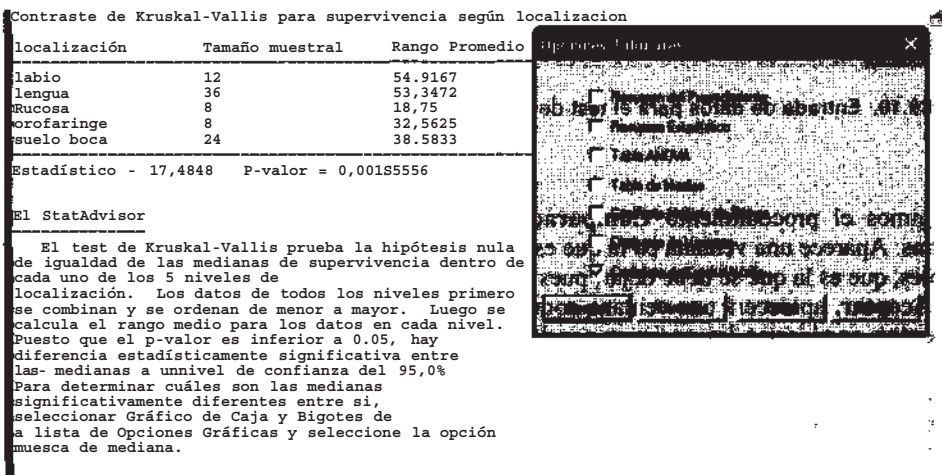 Contraste de Kruskal-Vallis para supervivencia según localizacion
localización Tamaño muestral Rango Promedio
labio 12 54.9167
lengua 36 53,3472
Rucosa 8 18,75
orofaringe 8 32,5625
suelo boca 24 38.5833
Estadístico - 17,4848 P-valor = 0,001S5556
El StatAdvisor
El test de Kruskal-Vallis prueba la hipótesis nula
de igualdad de las medianas de supervivencia dentro de
cada uno de los 5 niveles de
localización. Los datos de todos los niveles primero
se combinan y se ordenan de menor a mayor. Luego se
calcula el rango medio para los datos en cada nivel.
Puesto que el p-valor es inferior a 0.05, hay
diferencia estadísticamente significativa entre
las- medianas a unnivel de confianza del 95,0%
Para determinar cuáles son las medianas
significativamente diferentes entre si,
seleccionar Gráfico de Caja y Bigotes de
a lista de Opciones Gráficas y seleccione la opción
muesca de mediana.
Tabla ANOVA
Tabla de Medias